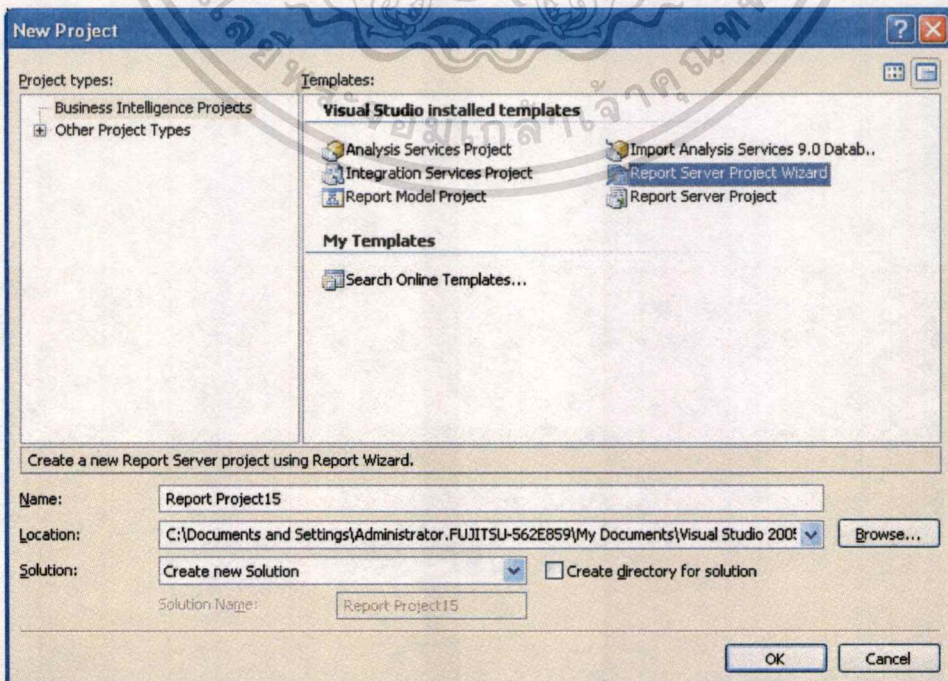 New Project
Project types:
Business Intelligence Projects
Other Project Types
Templates:
Visual Studio installed templates
Analysis Services Project
Import Analysis Services 9.0 Datab..
Integration Services Project
Report Server Project Wizard
Report Model Project
Report Server Project
My Templates
Search Online Templates...
Create a new Report Server project using Report Wizard.
Name:
Report Project15
Location:
C:\Documents and Settings\Administrator.FUJITSU-562E859\My Documents\Visual Studio 2005
Browse...
Solution:
Create new Solution
Create directory for solution
Solution Name:
Report Project15
OK
Cancel